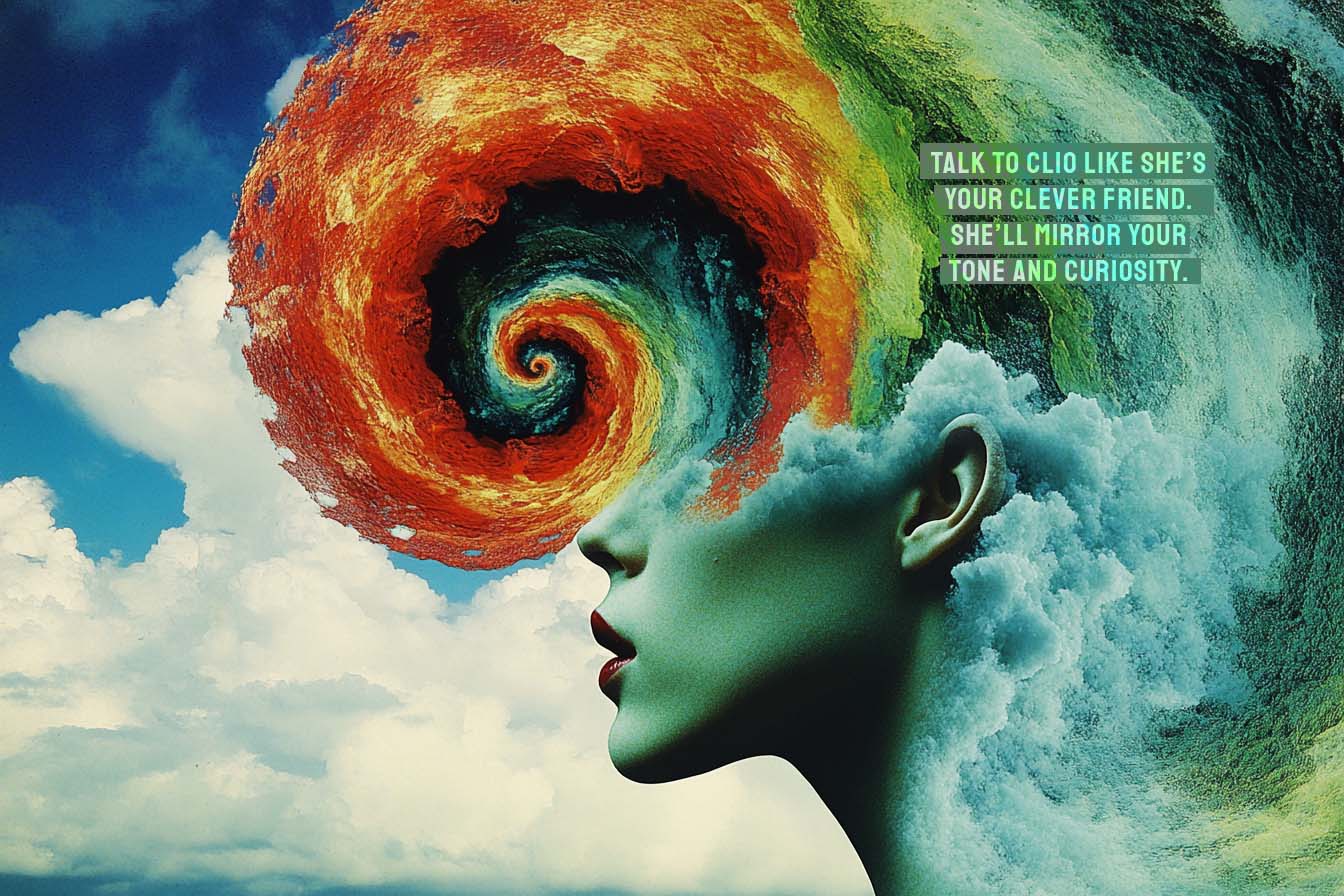 TALK TO CLIO LIKE SHE'S
YOUR CLEVER FRIEND.
SHE'LL MIRROR YOUR
TONE AND CURIOSITY.